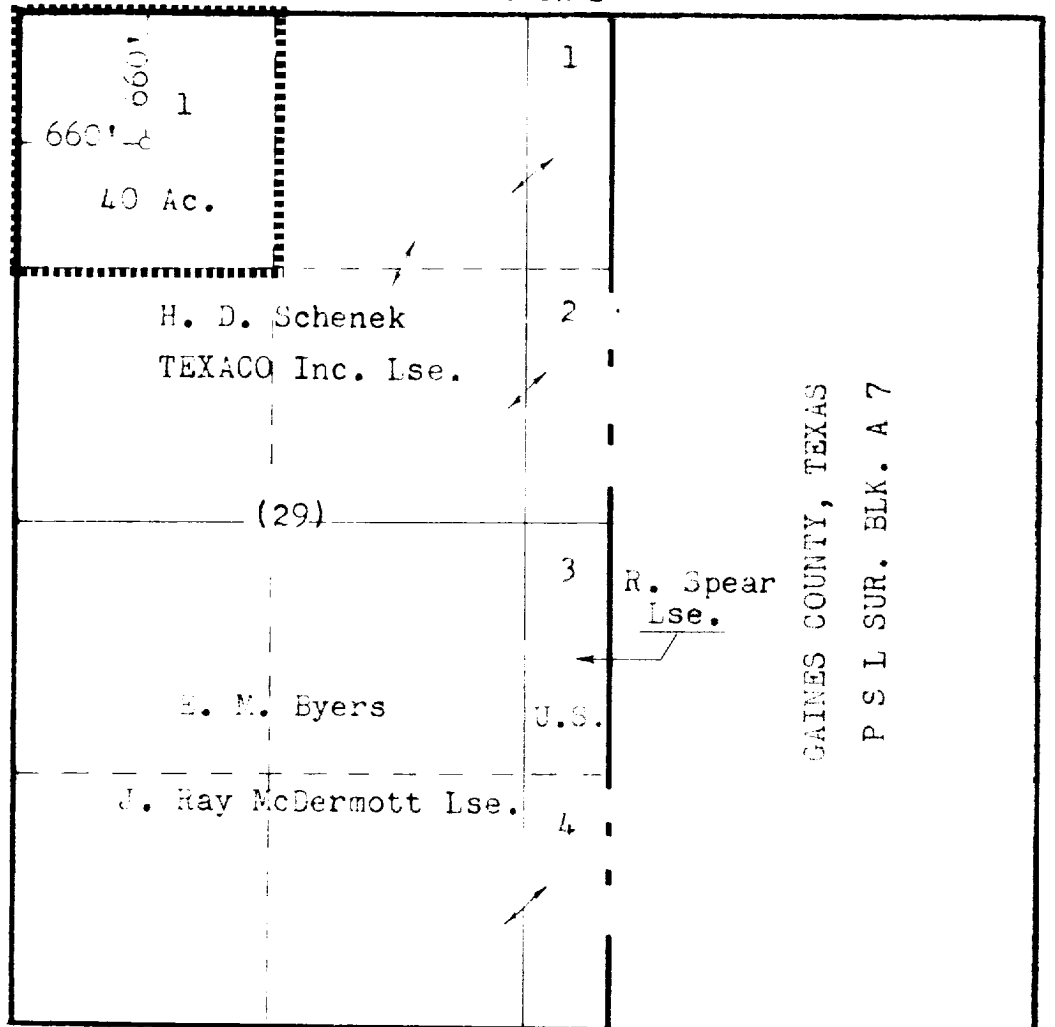 1
660'
660'
1
40 Ac.
H. D. Schenek
TEXACO Inc. Lse.
2
(29)
3
R. Spear
Lse.
E. M. Byers
U.S.
J. Ray McDermott Lse.
4
GAINES COUNTY, TEXAS
P S L SUR. BLK. A 7